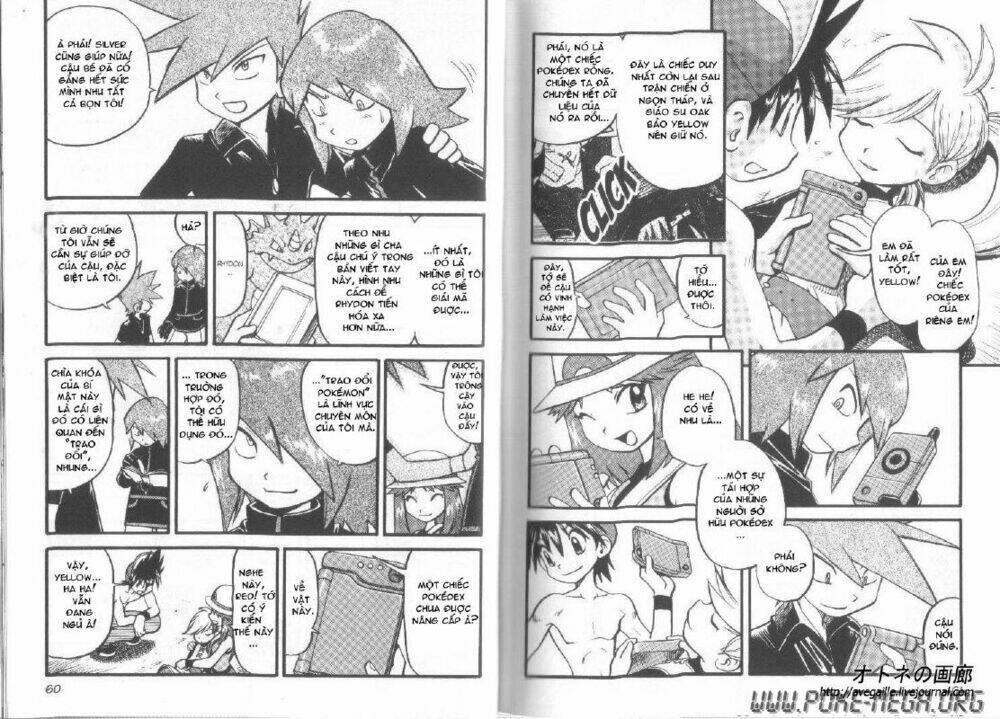 À PHẢI! SILVER
CŨNG GIÚP NỮA!
CẬU BÉ ĐÃ CỐ
GẮNG HẾT SỨC
MÌNH NHU TẤT
CẢ BỌN TÔI!
TỪ GIỜ CHÚNG
TÔI VẪN SẼ
CẦN SỰ GIÚP ĐỠ
CỦA CẬU, ĐẶC
BIỆT LÀ TÔI.
HẢ?
RHYDON
...
THEO NHU
NHỮNG GÌ CHA
CẬU CHÚ Ý TRONG
BẢN VIẾT TAY
NÀY, HÌNH NHU
CÁCH ĐỂ
RHYDON TIẾN
HÓA XA
HƠN NỮA...
...ÍT NHẤT,
ĐÓ LÀ
NHỮNG GÌ TÔI
CÓ THỂ
GIẢI MÃ
ĐƯỢC...
CHÌA KHÓA
CỦA BÍ
MẬT NÀY
LÀ CÁI GÌ
ĐÓ CÓ LIÊN
QUAN ĐẾN
"TRAO
ĐỔI",
NHUNG...
... TRONG
TRUỜNG
HỢP ĐÓ,
TÔI CÓ
THỂ HỮU
DỤNG ĐÓ...
..."TRAO ĐỔI
POKÉMON"
LÀ LĨNH VỰC
CHUYÊN MÔN
CỦA TÔI MÀ.
ĐƯỢC,
VẬY TÔI
TRÔNG
CẬY
VÀO
CẬU
ĐẤY!
VẬY,
YELLOW...
HA HA!
VẪN
ĐANG
NGỦ À!
NGHE
NÀY,
RED! TỚ
CÓ Ý
KIẾN
THẾ NÀY
VỀ
VẬT NÀY.
MỘT CHIẾC
POKÉDEX
CHUA ĐƯỢC
NÂNG CẤP À?
60
PHẢI, NÓ LÀ
MỘT CHIẾC
POKÉDEX RỖNG.
CHÚNG TA ĐÃ
CHUYỂN HẾT DỮ
LIỆU CỦA
NÓ RA RỒI...
ĐÂY LÀ CHIẾC DUY
NHẤT CÒN LẠI SAU
TRẬN CHIẾN Ở
NGỌN THÁP, VÀ
GIÁO SU OAK
BẢO YELLOW
NÊN GIỮ NÓ.
CLICK
EM ĐÃ
LÀM RẤT
TỐT,
YELLOW!
CỦA
EM ĐÂY!
CHIẾC
POKÉDEX
CỦA
RIÊNG EM!
ĐÂY,
TỚ SẼ
ĐỂ CẬU
CÓ VINH
HẠNH
LÀM VIỆC
NÀY.
TỚ
HIỂU...
ĐƯỢC
THÔI.
HE HE!
CÓ VẺ
NHU LÀ...
...MỘT SỰ
TÁI HỢP
CỦA NHỮNG
NGUỜI SỞ
HỮU POKÉDEX
...
PHẢI
KHÔNG?
CẬU
NÓI
ĐÚNG.
オトネの画廊
http://avecaille.livejournal.com
WWW.POKE-MEGA.ORG